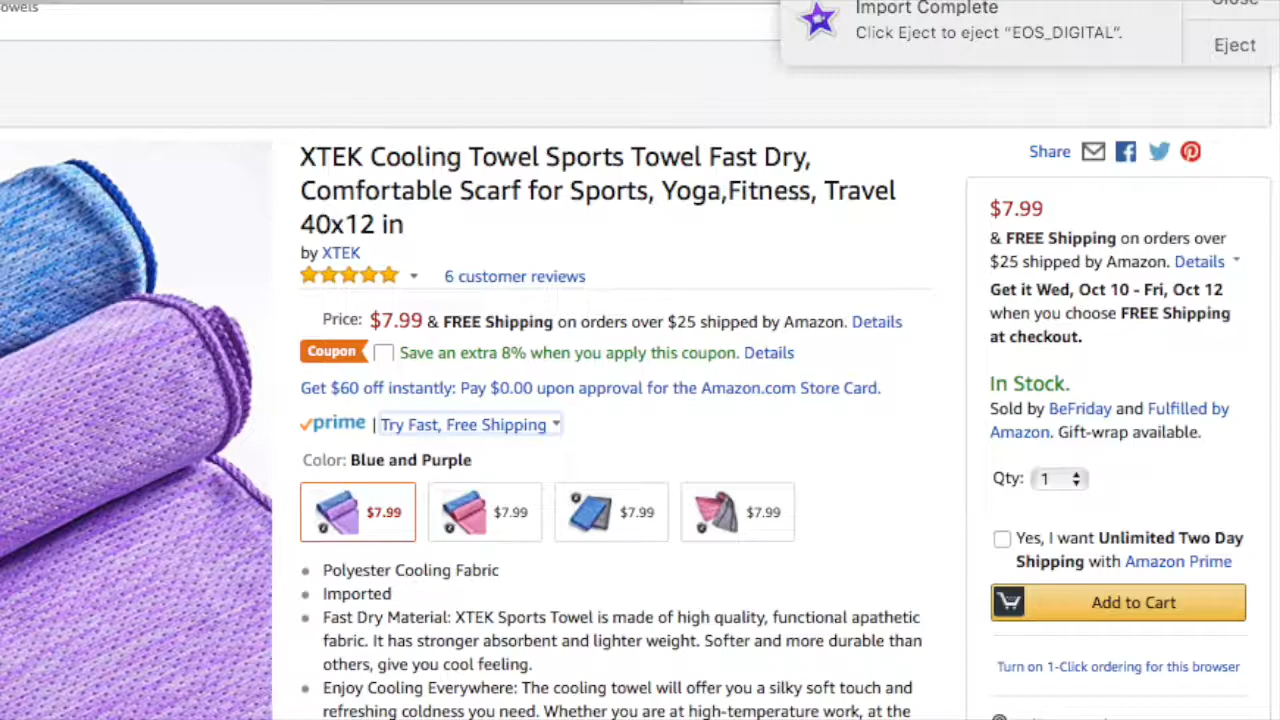 owels
Import Complete
Click Eject to eject “EOS_DIGITAL”.
Close
Eject
XTEK Cooling Towel Sports Towel Fast Dry,
Comfortable Scarf for Sports, Yoga,Fitness, Travel
40x12 in
by XTEK
6 customer reviews
Price: $7.99 & FREE Shipping on orders over $25 shipped by Amazon. Details
Coupon Save an extra 8% when you apply this coupon. Details
Get $60 off instantly: Pay $0.00 upon approval for the Amazon.com Store Card.
prime | Try Fast, Free Shipping
Color: Blue and Purple
$7.99 $7.99 $7.99 $7.99
Polyester Cooling Fabric
Imported
Fast Dry Material: XTEK Sports Towel is made of high quality, functional apathetic
fabric. It has stronger absorbent and lighter weight. Softer and more durable than
others, give you cool feeling.
Enjoy Cooling Everywhere: The cooling towel will offer you a silky soft touch and
refreshing coldness you need. Whether you are at high-temperature work, at the
Share
$7.99
& FREE Shipping on orders over
$25 shipped by Amazon. Details
Get it Wed, Oct 10 - Fri, Oct 12
when you choose FREE Shipping
at checkout.
In Stock.
Sold by BeFriday and Fulfilled by
Amazon. Gift-wrap available.
Qty: 1
Yes, I want Unlimited Two Day
Shipping with Amazon Prime
Add to Cart
Turn on 1-Click ordering for this browser